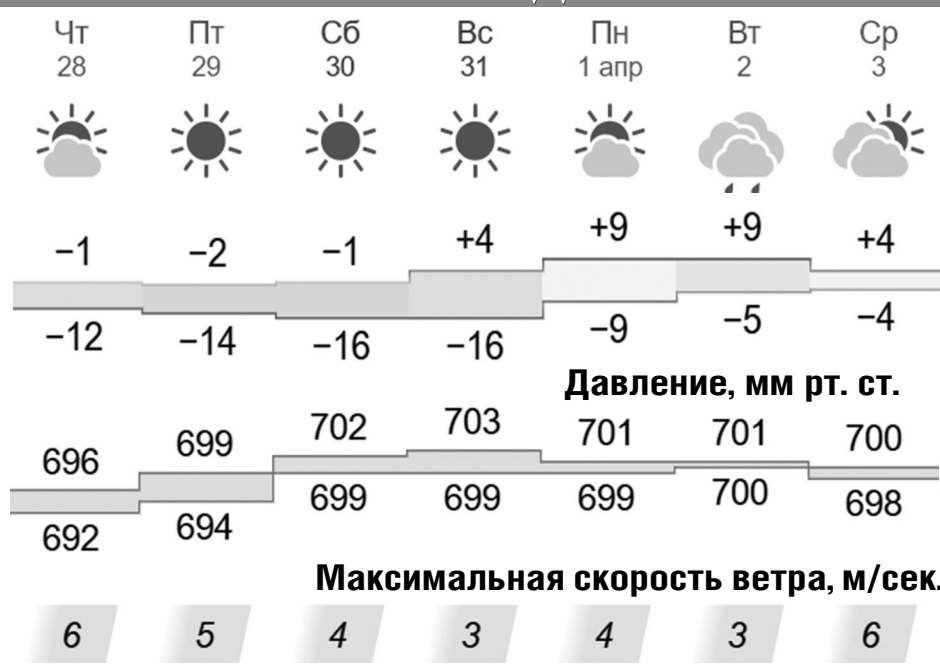 Чт Пт Сб Вс Пн Вт Ср
28 29 30 31 1 апр 2 3
−1 −2 −1 +4 +9 +9 +4
−12 −14 −16 −16 −9 −5 −4
Давление, мм рт. ст.
696 699 702 703 701 701 700
692 694 699 699 699 700 698
Максимальная скорость ветра, м/сек.
6 5 4 3 4 3 6